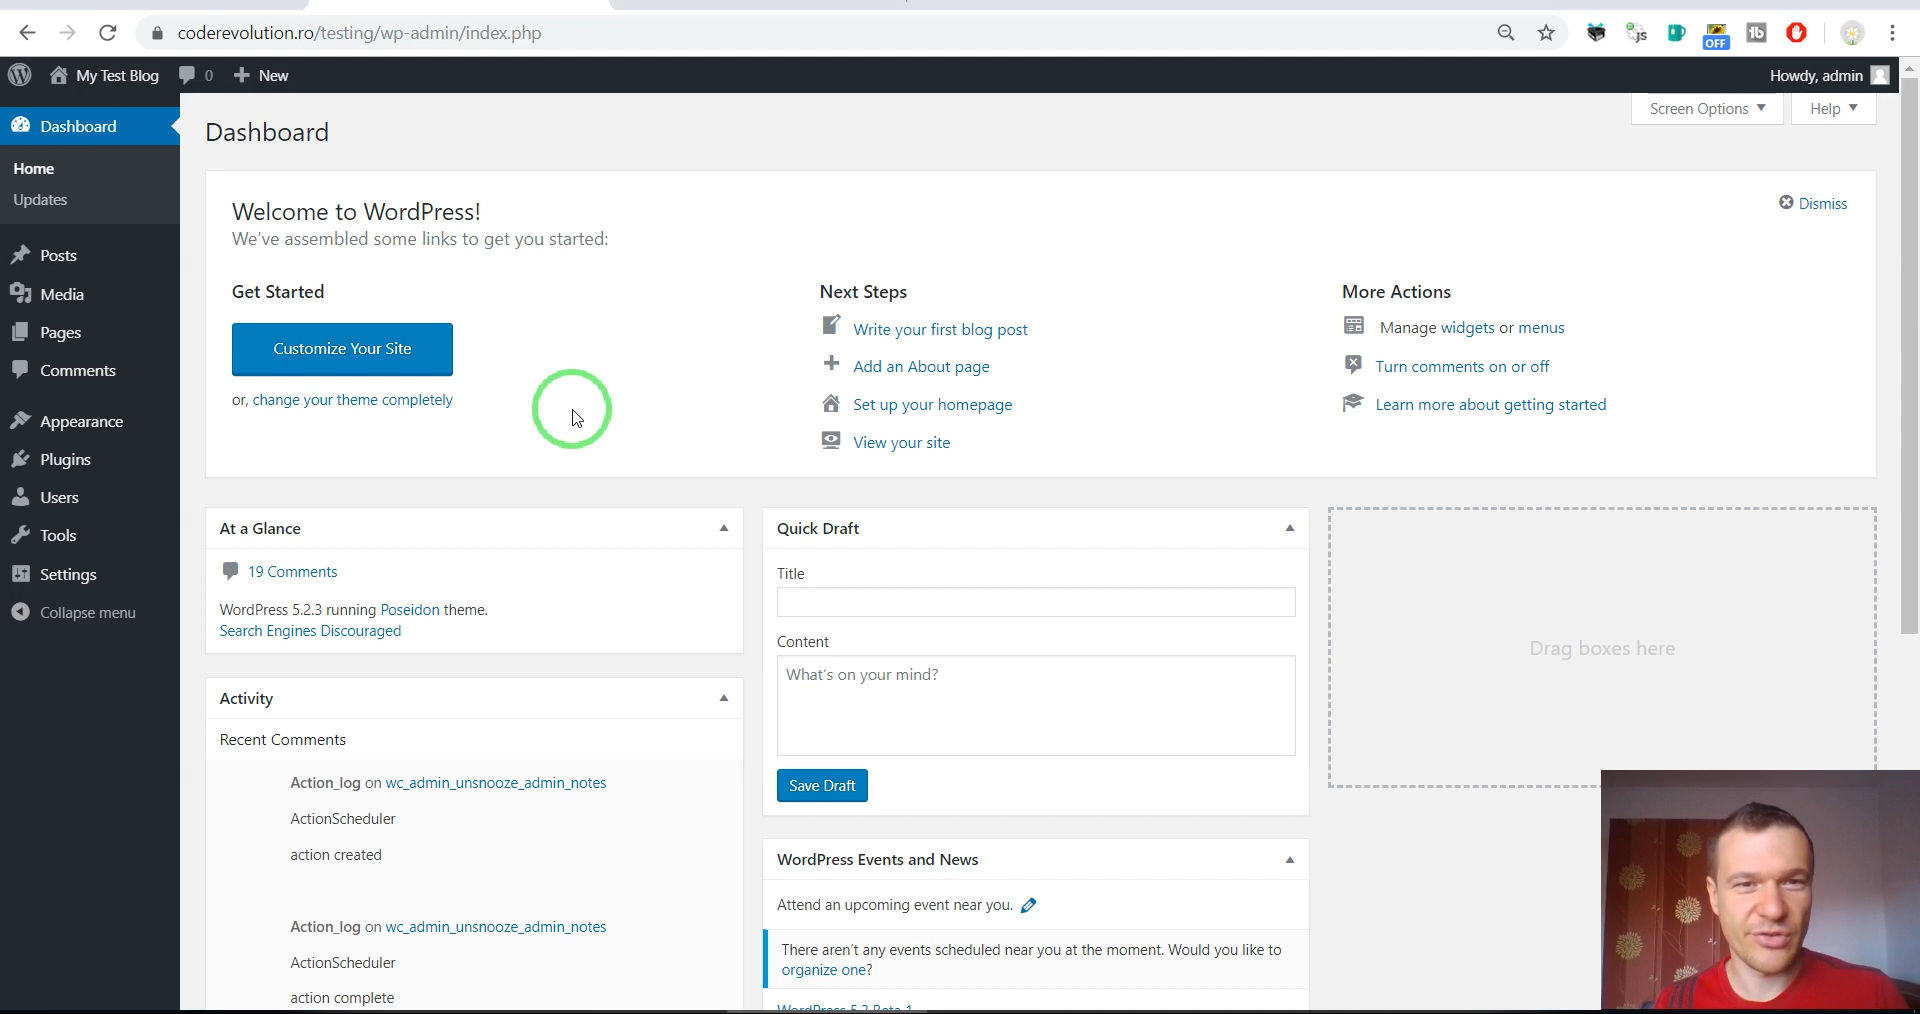 coderevolution.ro/testing/wp-admin/index.php
JS
OFF
My Test Blog 0 + New
Howdy, admin
Dashboard
Home
Updates
Posts
Media
Pages
Comments
Appearance
Plugins
Users
Tools
Settings
Collapse menu
Screen Options
Help
Dashboard
Welcome to WordPress!
We've assembled some links to get you started:
Dismiss
Get Started
Customize Your Site
or, change your theme completely
Next Steps
Write your first blog post
Add an About page
Set up your homepage
View your site
More Actions
Manage widgets or menus
Turn comments on or off
Learn more about getting started
At a Glance
19 Comments
WordPress 5.2.3 running Poseidon theme.
Search Engines Discouraged
Activity
Recent Comments
Action_log on wc_admin_unsnooze_admin_notes
ActionScheduler
action created
Action_log on wc_admin_unsnooze_admin_notes
ActionScheduler
action complete
Quick Draft
Title
Content
What's on your mind?
Save Draft
WordPress Events and News
Attend an upcoming event near you.
There aren't any events scheduled near you at the moment. Would you like to
organize one?
Drag boxes here